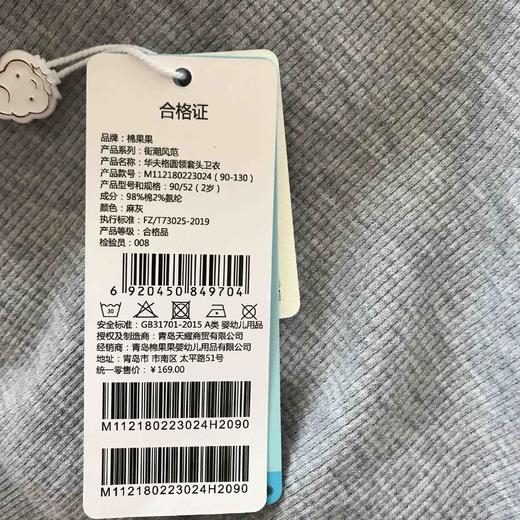 合格证
品牌：棉果果
产品系列：街潮风范
产品名称：华夫格圆领套头卫衣
产品款号：M112180223024（90-130）
产品型号和规格：90/52（2岁）
成分：98%棉2%氨纶
颜色：麻灰
执行标准：FZ/T73025-2019
产品等级：合格品
检验员：008
6 920450 849704
30
安全标准：GB31701-2015 A类 婴幼儿用品
授权及制造商：青岛天耀商贸有限公司
经销商：青岛棉果果婴幼儿用品有限公司
地址：青岛市 市南区 太平路51号
统一零售价：￥169.00
M112180223024H2090
M112180223024H2090